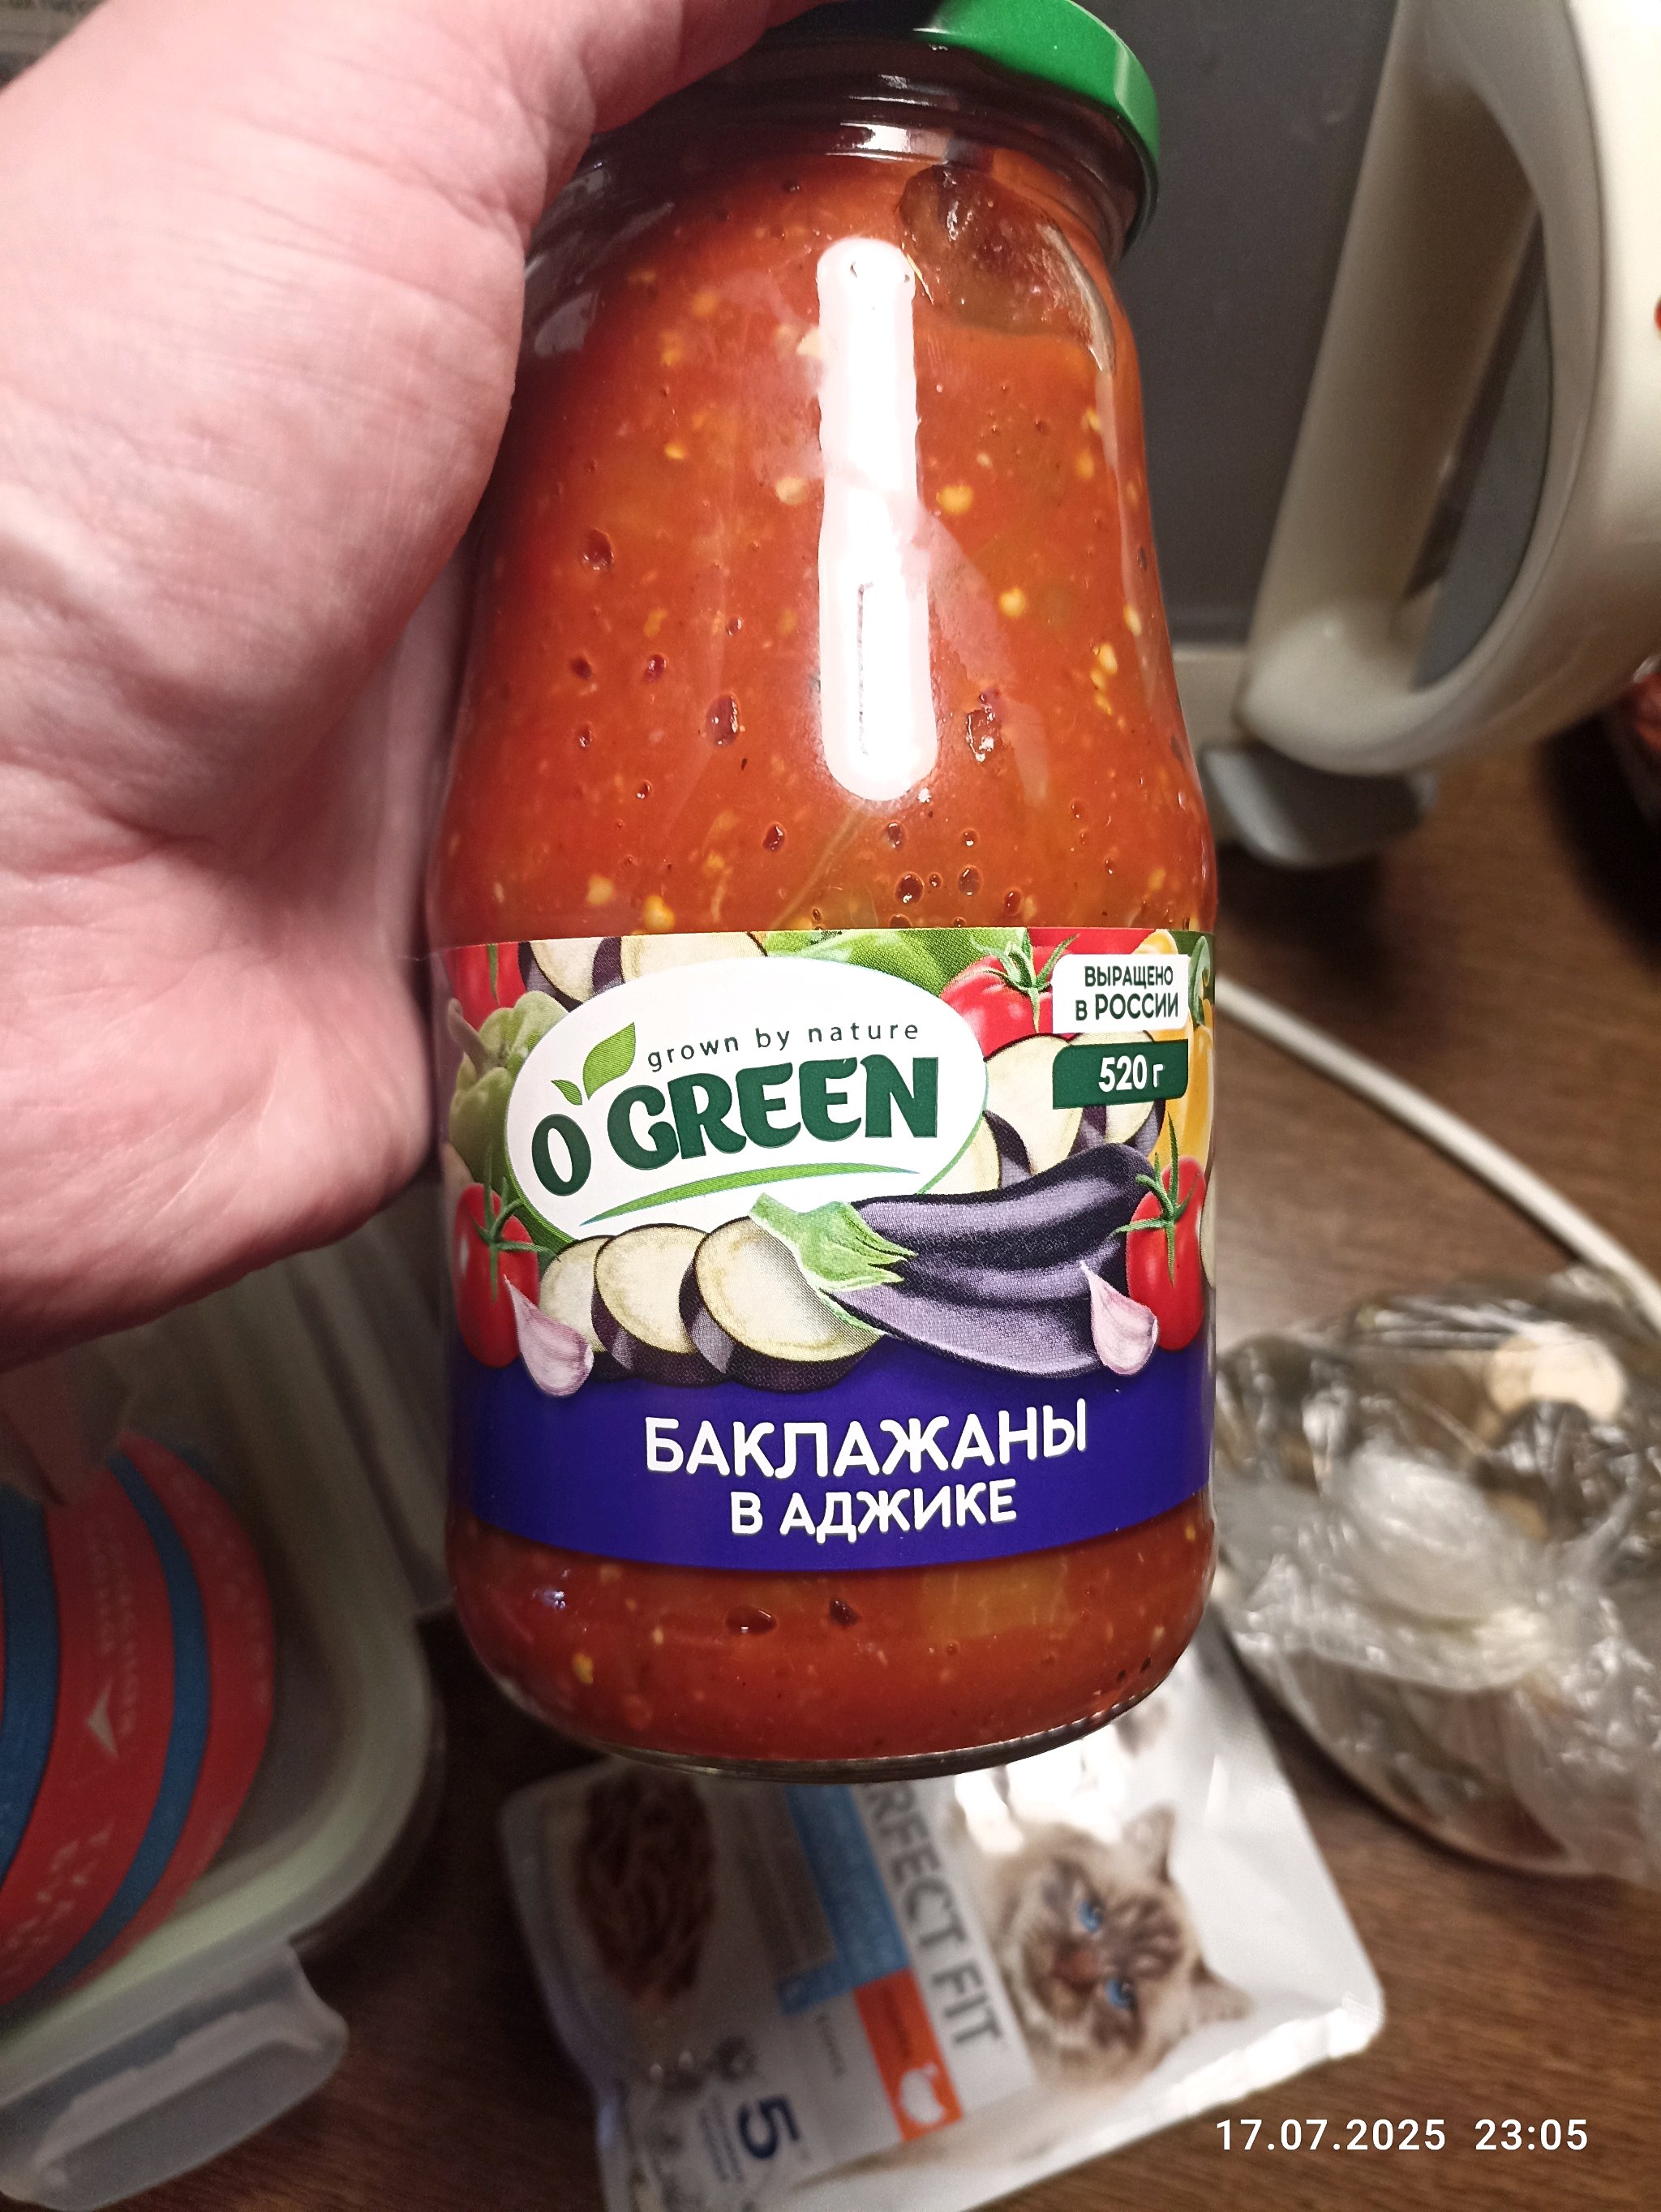 grown by nature
O'GREEN
ВЫРАЩЕНО
В РОССИИ
520 г
БАКЛАЖАНЫ
В АДЖИКЕ
RFECT FIT
5
17.07.2025 23:05